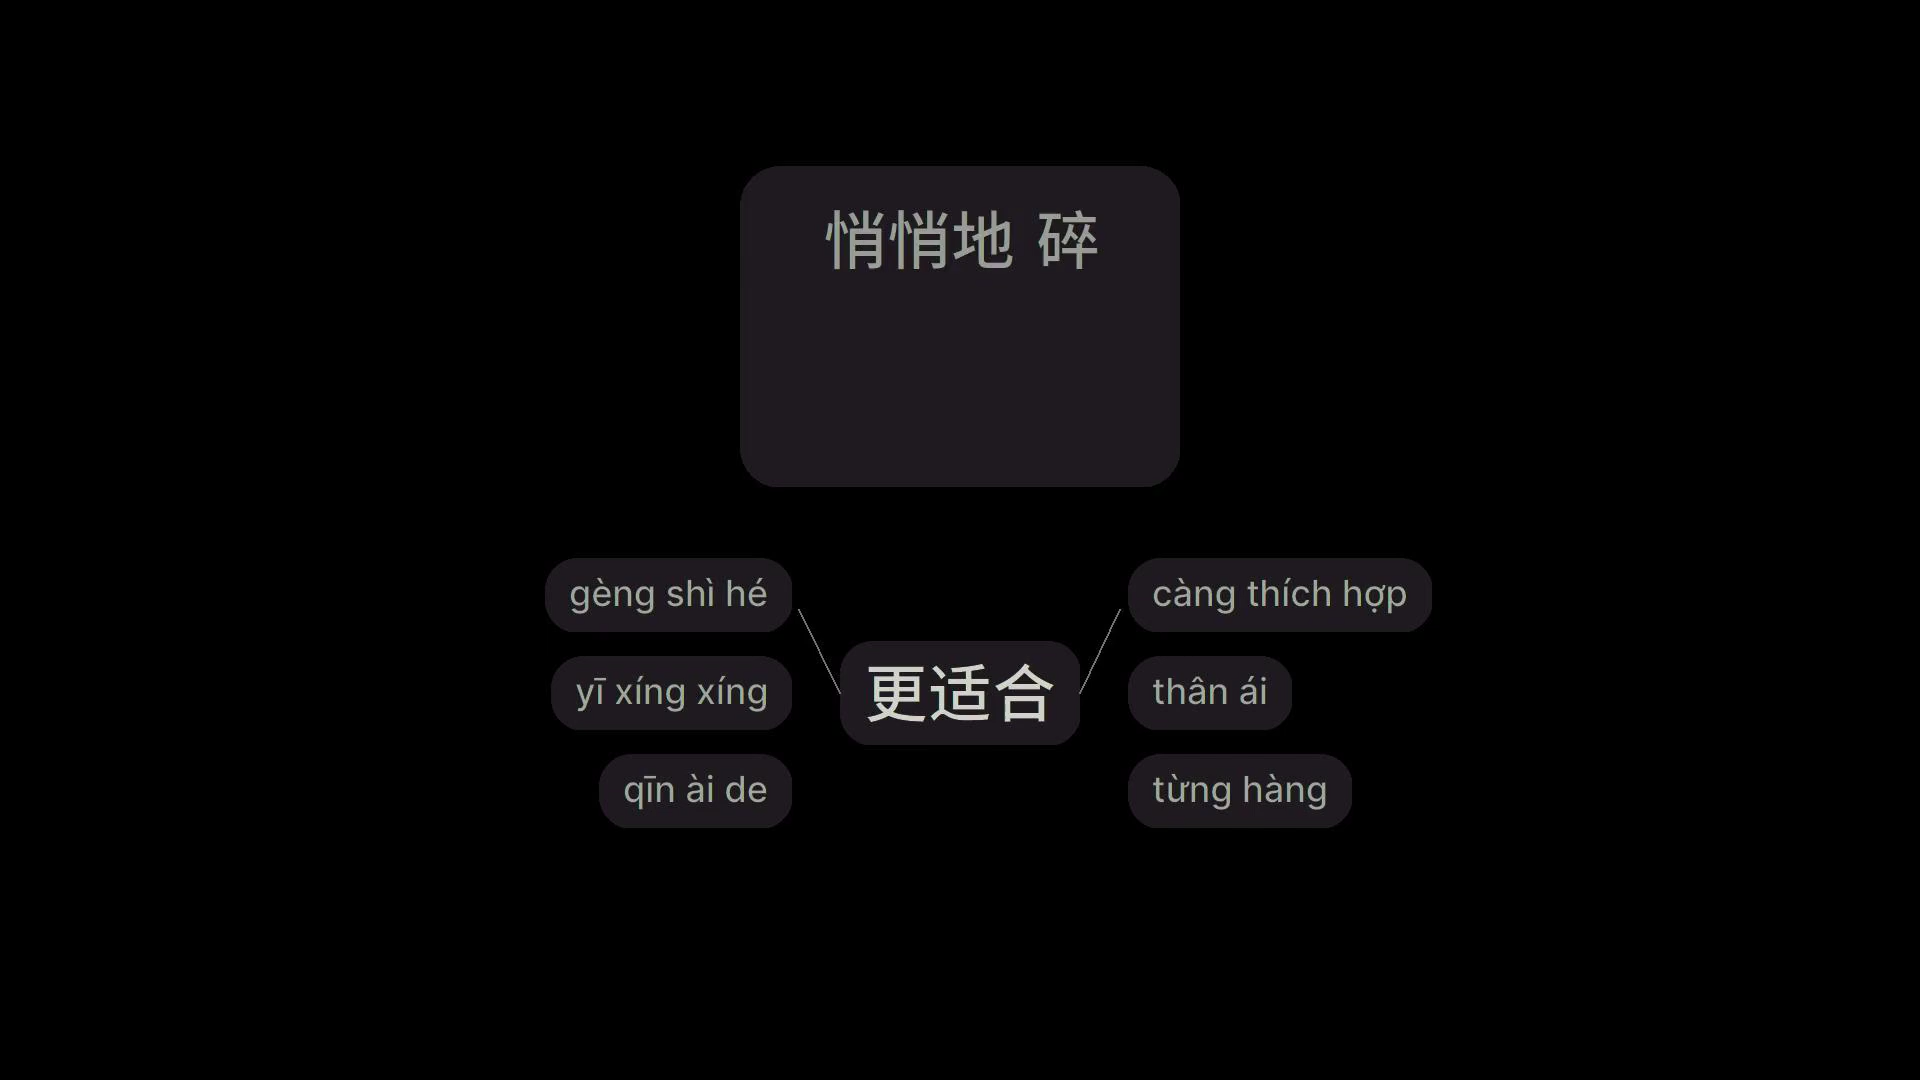 悄悄地 碎
gèng shì hé
càng thích hợp
yī xíng xíng
更适合
thân ái
qīn ài de
từng hàng